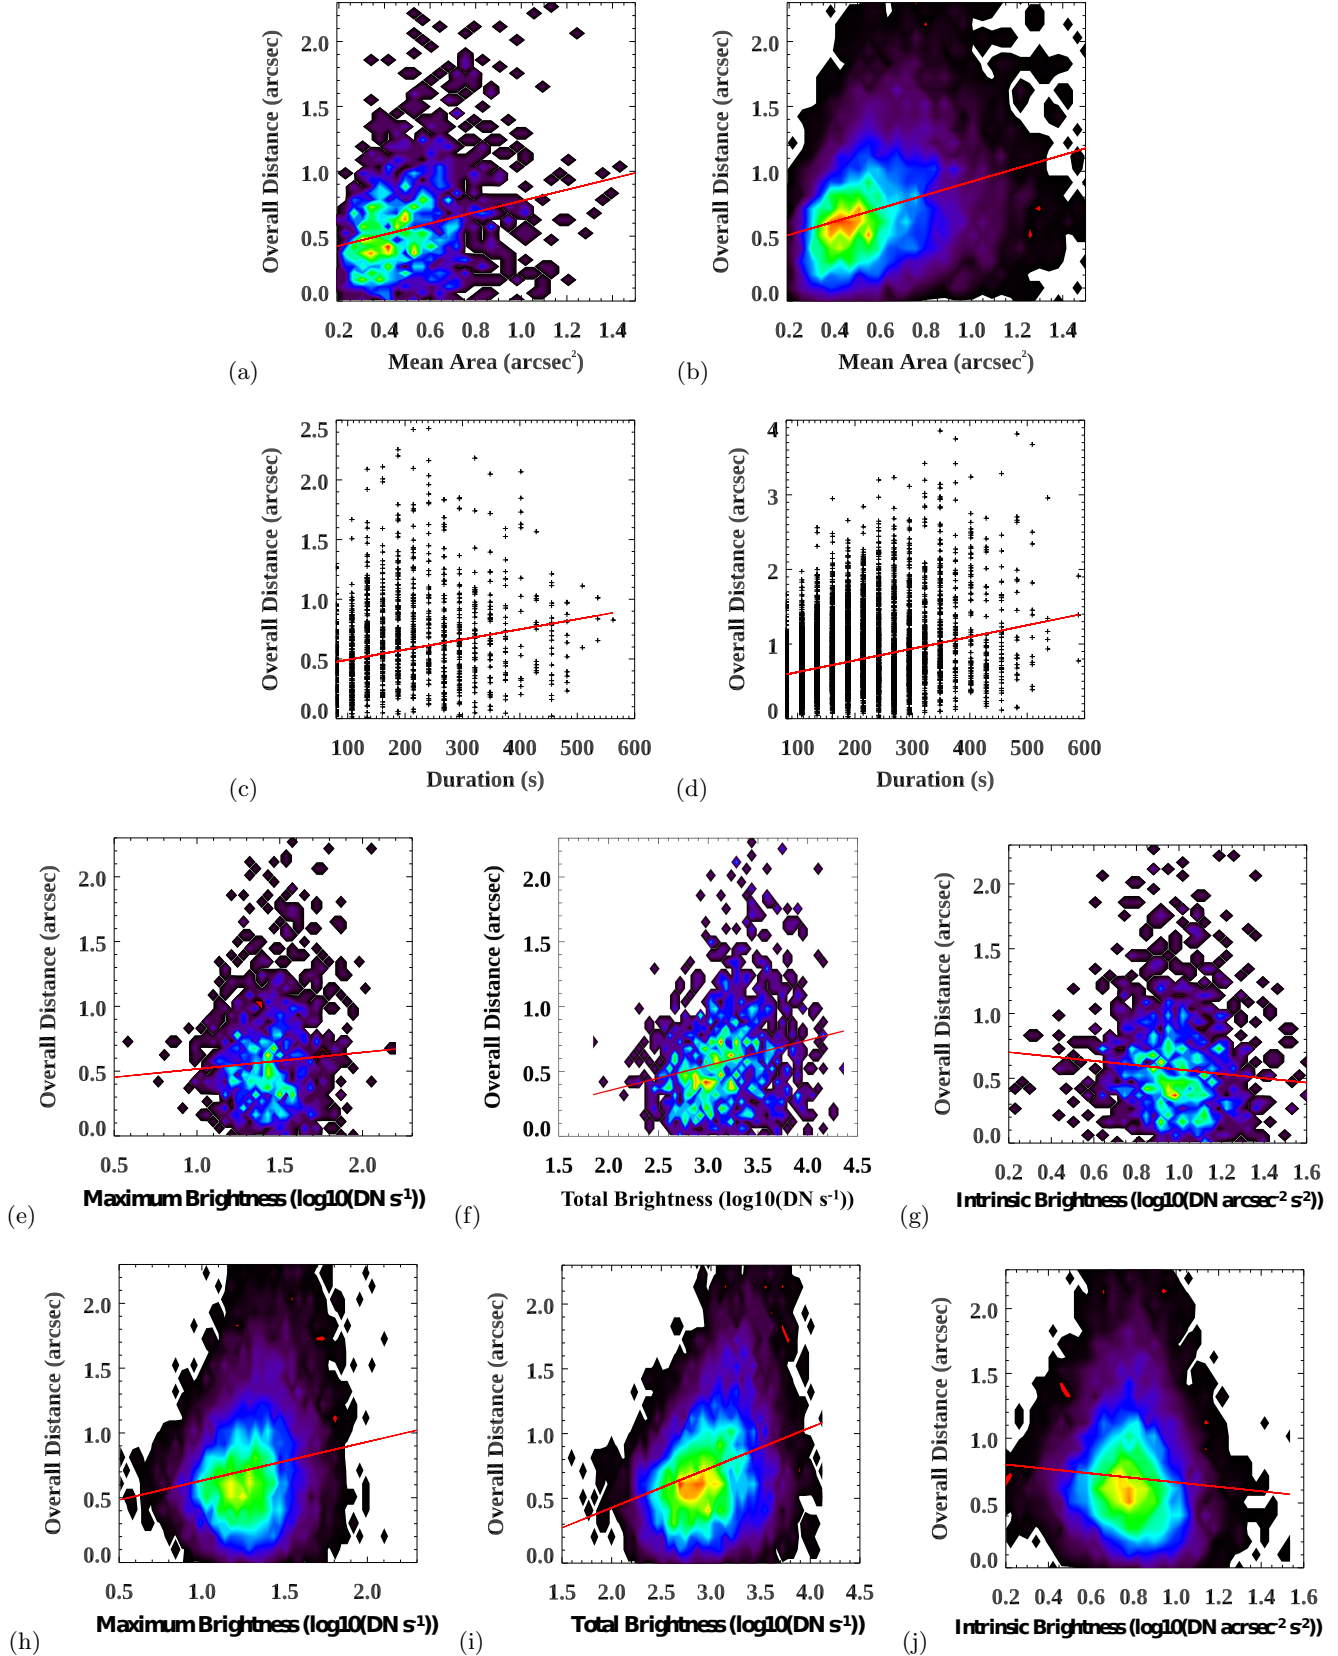 Overall Distance (arcsec)
2.0
1.5
1.0
0.5
0.0
0.2 0.4 0.6 0.8 1.0 1.2 1.4
Mean Area (arcsec²)
(a)
Overall Distance (arcsec)
2.0
1.5
1.0
0.5
0.0
0.2 0.4 0.6 0.8 1.0 1.2 1.4
Mean Area (arcsec²)
(b)
Overall Distance (arcsec)
2.5
2.0
1.5
1.0
0.5
0.0
100 200 300 400 500 600
Duration (s)
(c)
Overall Distance (arcsec)
4
3
2
1
0
100 200 300 400 500 600
Duration (s)
(d)
Overall Distance (arcsec)
2.0
1.5
1.0
0.5
0.0
0.5 1.0 1.5 2.0
Maximum Brightness (log10(DN s⁻¹))
(e)
Overall Distance (arcsec)
2.0
1.5
1.0
0.5
0.0
1.5 2.0 2.5 3.0 3.5 4.0 4.5
Total Brightness (log10(DN s⁻¹))
(f)
Overall Distance (arcsec)
2.0
1.5
1.0
0.5
0.0
0.2 0.4 0.6 0.8 1.0 1.2 1.4 1.6
Intrinsic Brightness (log10(DN arcsec⁻² s⁻²))
(g)
Overall Distance (arcsec)
2.0
1.5
1.0
0.5
0.0
0.5 1.0 1.5 2.0
Maximum Brightness (log10(DN s⁻¹))
(h)
Overall Distance (arcsec)
2.0
1.5
1.0
0.5
0.0
1.5 2.0 2.5 3.0 3.5 4.0 4.5
Total Brightness (log10(DN s⁻¹))
(i)
Overall Distance (arcsec)
2.0
1.5
1.0
0.5
0.0
0.2 0.4 0.6 0.8 1.0 1.2 1.4 1.6
Intrinsic Brightness (log10(DN acrsec⁻² s⁻²))
(j)